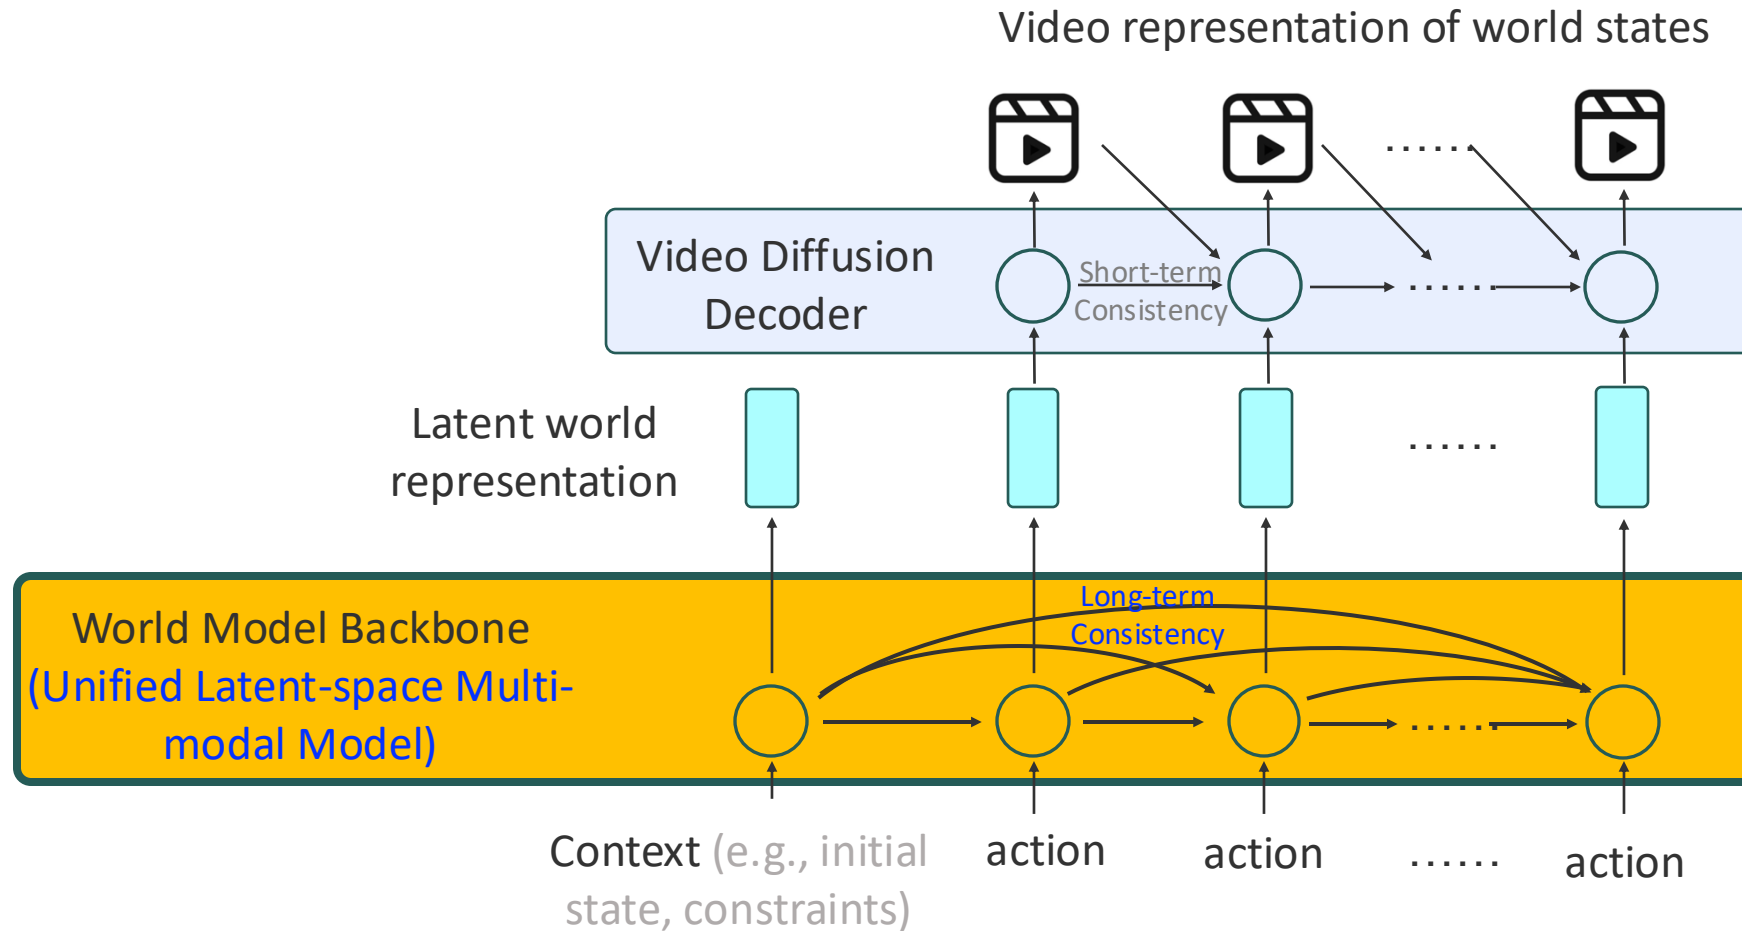 Video representation of world states
......
Video Diffusion
Decoder
Short-term
Consistency
......
Latent world
representation
......
World Model Backbone
(Unified Latent-space Multi-
modal Model)
Long-term
Consistency
......
Context (e.g., initial
state, constraints)
action
action
......
action